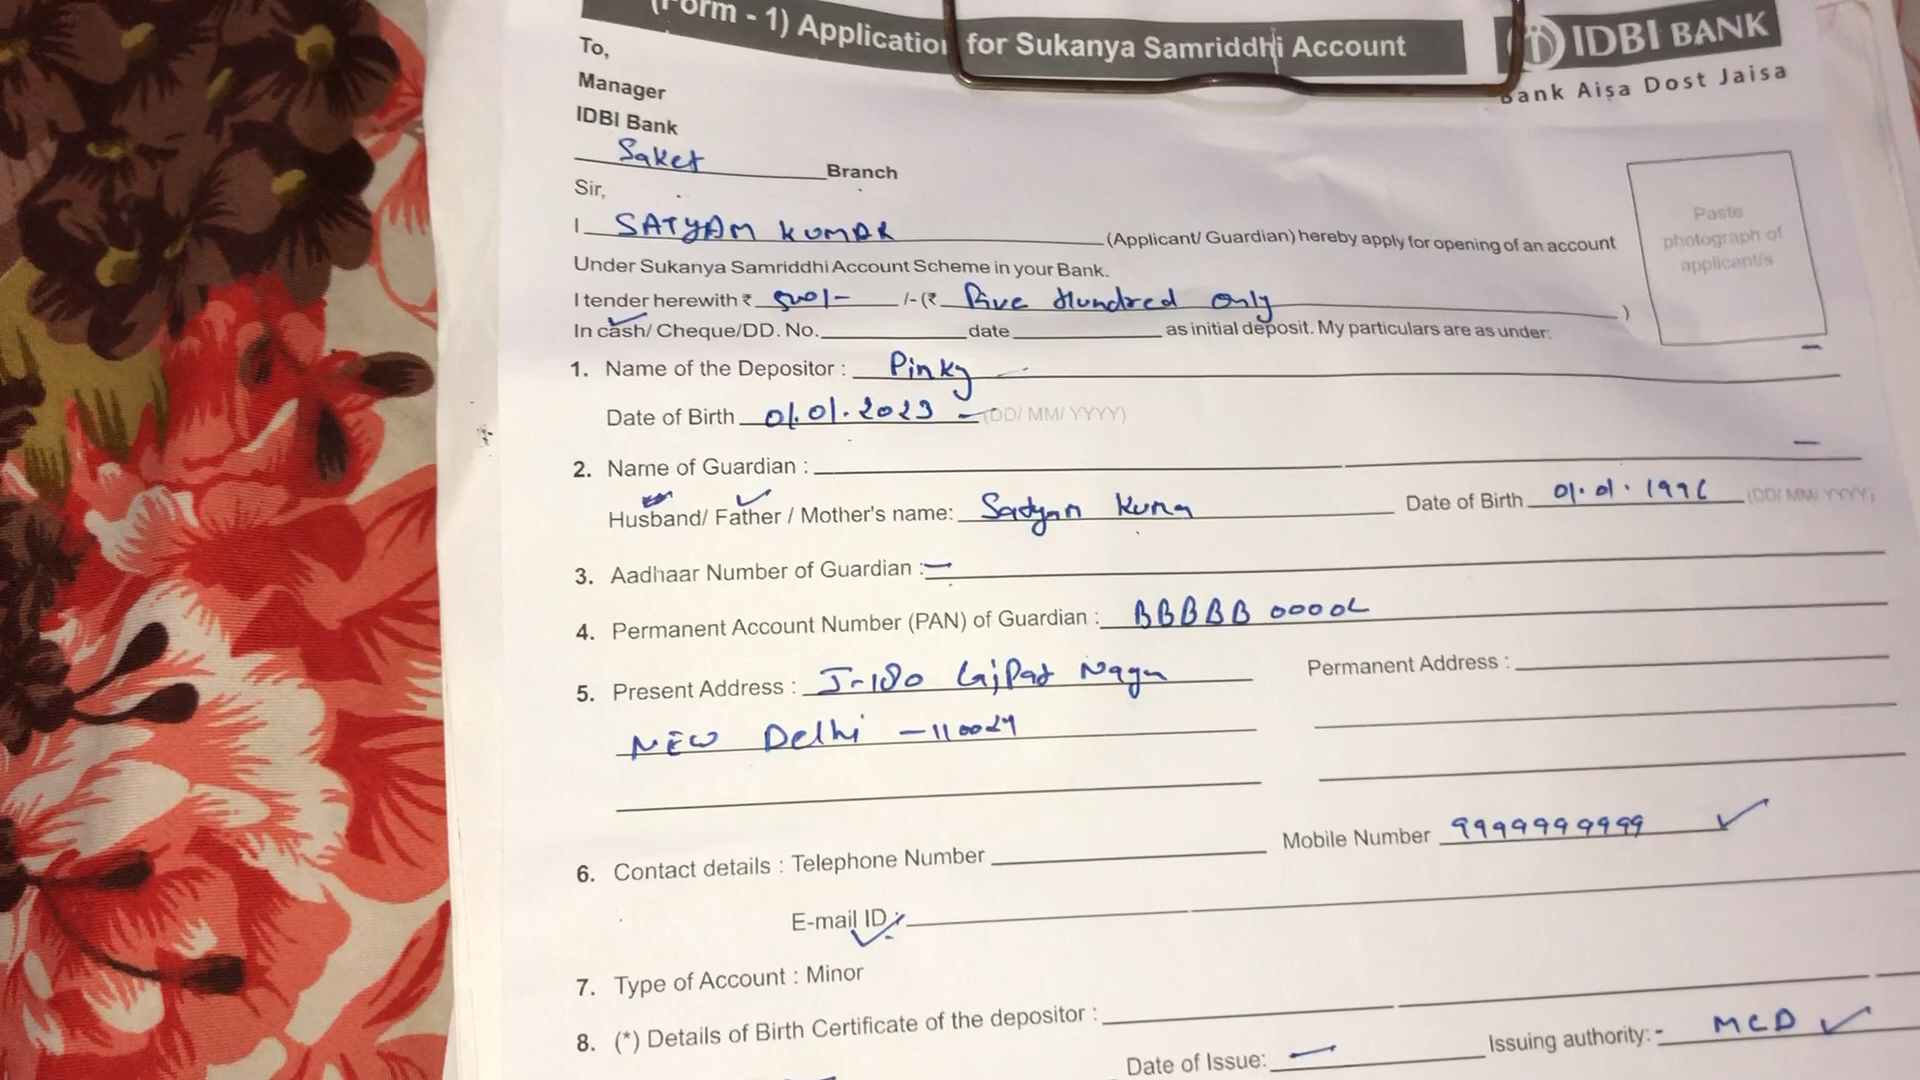 (Form - 1) Application for Sukanya Samriddhi Account
IDBI BANK
Bank Aisa Dost Jaisa
To,
Manager
IDBI Bank
Saket Branch
Sir,
I SATYAM KUMAR (Applicant/ Guardian) hereby apply for opening of an account
Under Sukanya Samriddhi Account Scheme in your Bank.
Paste
photograph of
applicant/s
I tender herewith ₹ 500/- /-(₹ Five Hundred only )
In cash/ Cheque/DD. No. date as initial deposit. My particulars are as under:
1. Name of the Depositor : Pinky
Date of Birth 01.01.2023 (DD/ MM/ YYYY)
2. Name of Guardian :
Husband/ Father / Mother's name: Satyam Kumar Date of Birth 01.01.1996 (DD/ MM/ YYYY)
3. Aadhaar Number of Guardian : –
4. Permanent Account Number (PAN) of Guardian : BBBBB 0000L
5. Present Address : J-180 Lajpat Nagar Permanent Address :
NEW Delhi - 110024
6. Contact details : Telephone Number Mobile Number 9999999999
E-mail ID:
7. Type of Account : Minor
8. (*) Details of Birth Certificate of the depositor :
Date of Issue: – Issuing authority: - MCD